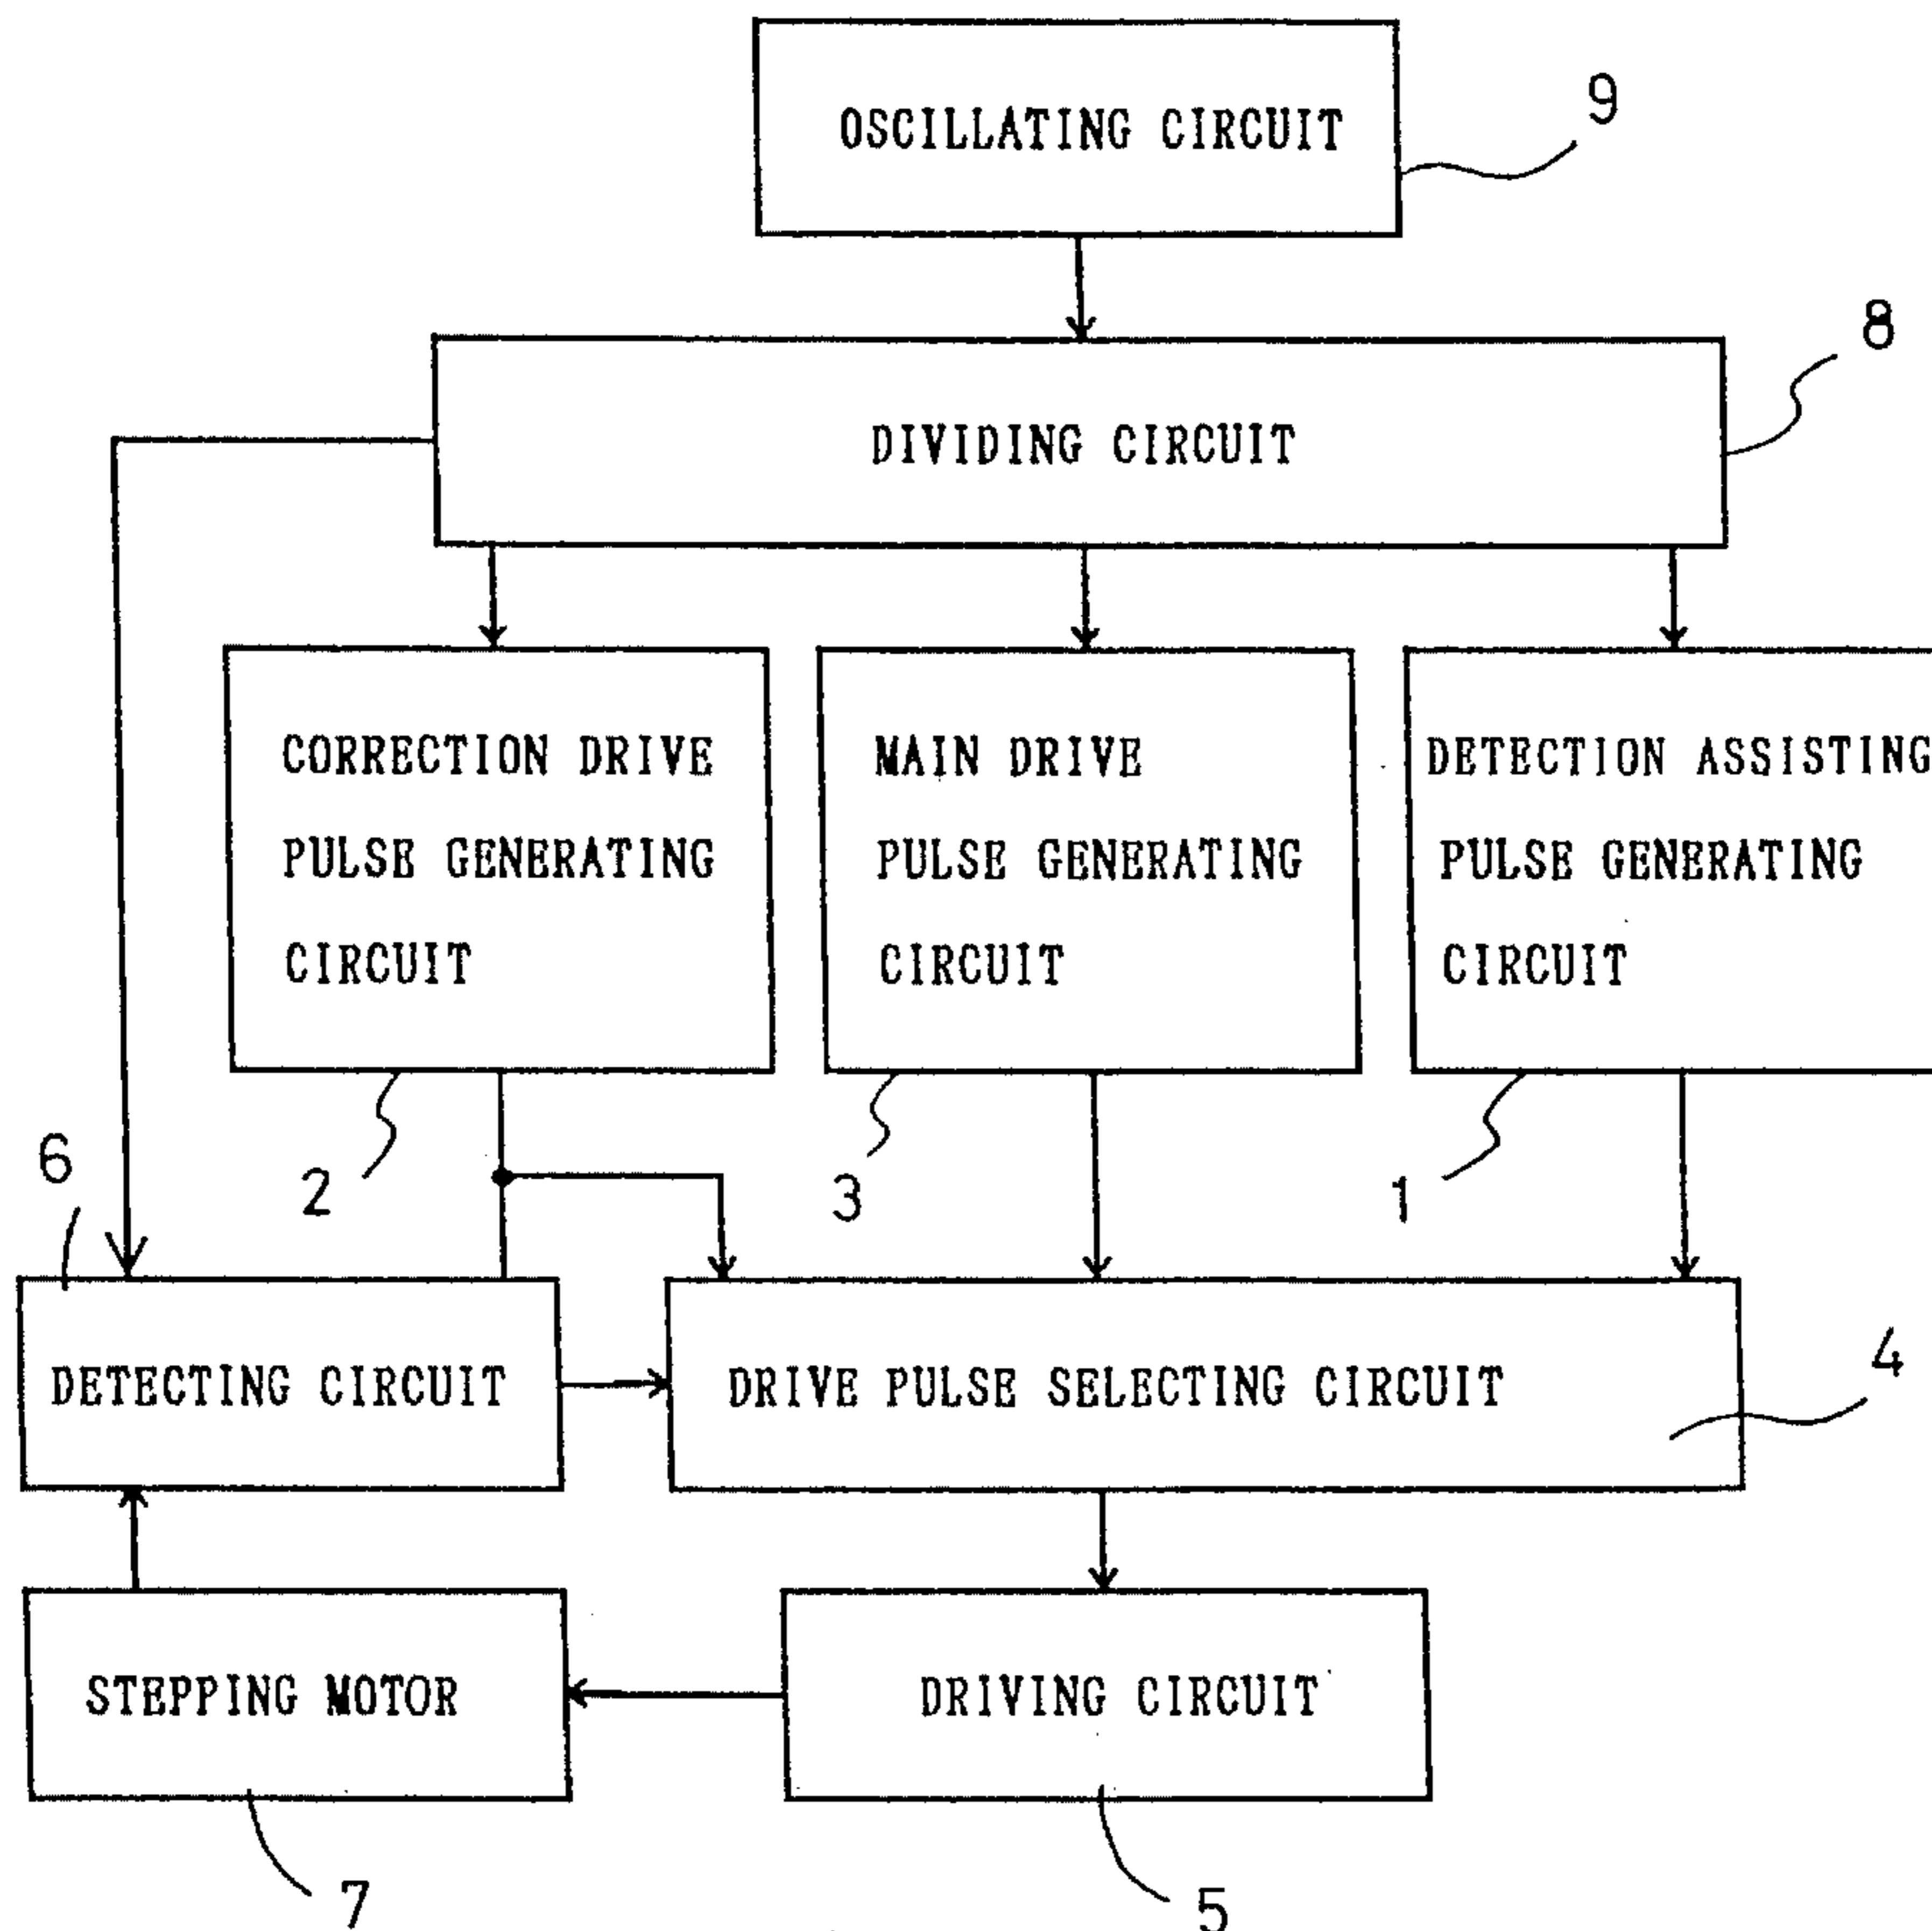 OSCILLATING CIRCUIT
9
8
DIVIDING CIRCUIT
CORRECTION DRIVE
PULSE GENERATING
CIRCUIT
MAIN DRIVE
PULSE GENERATING
CIRCUIT
DETECTION ASSISTING
PULSE GENERATING
CIRCUIT
6
2
3
1
DETECTING CIRCUIT
DRIVE PULSE SELECTING CIRCUIT
4
STEPPING MOTOR
DRIVING CIRCUIT
7
5